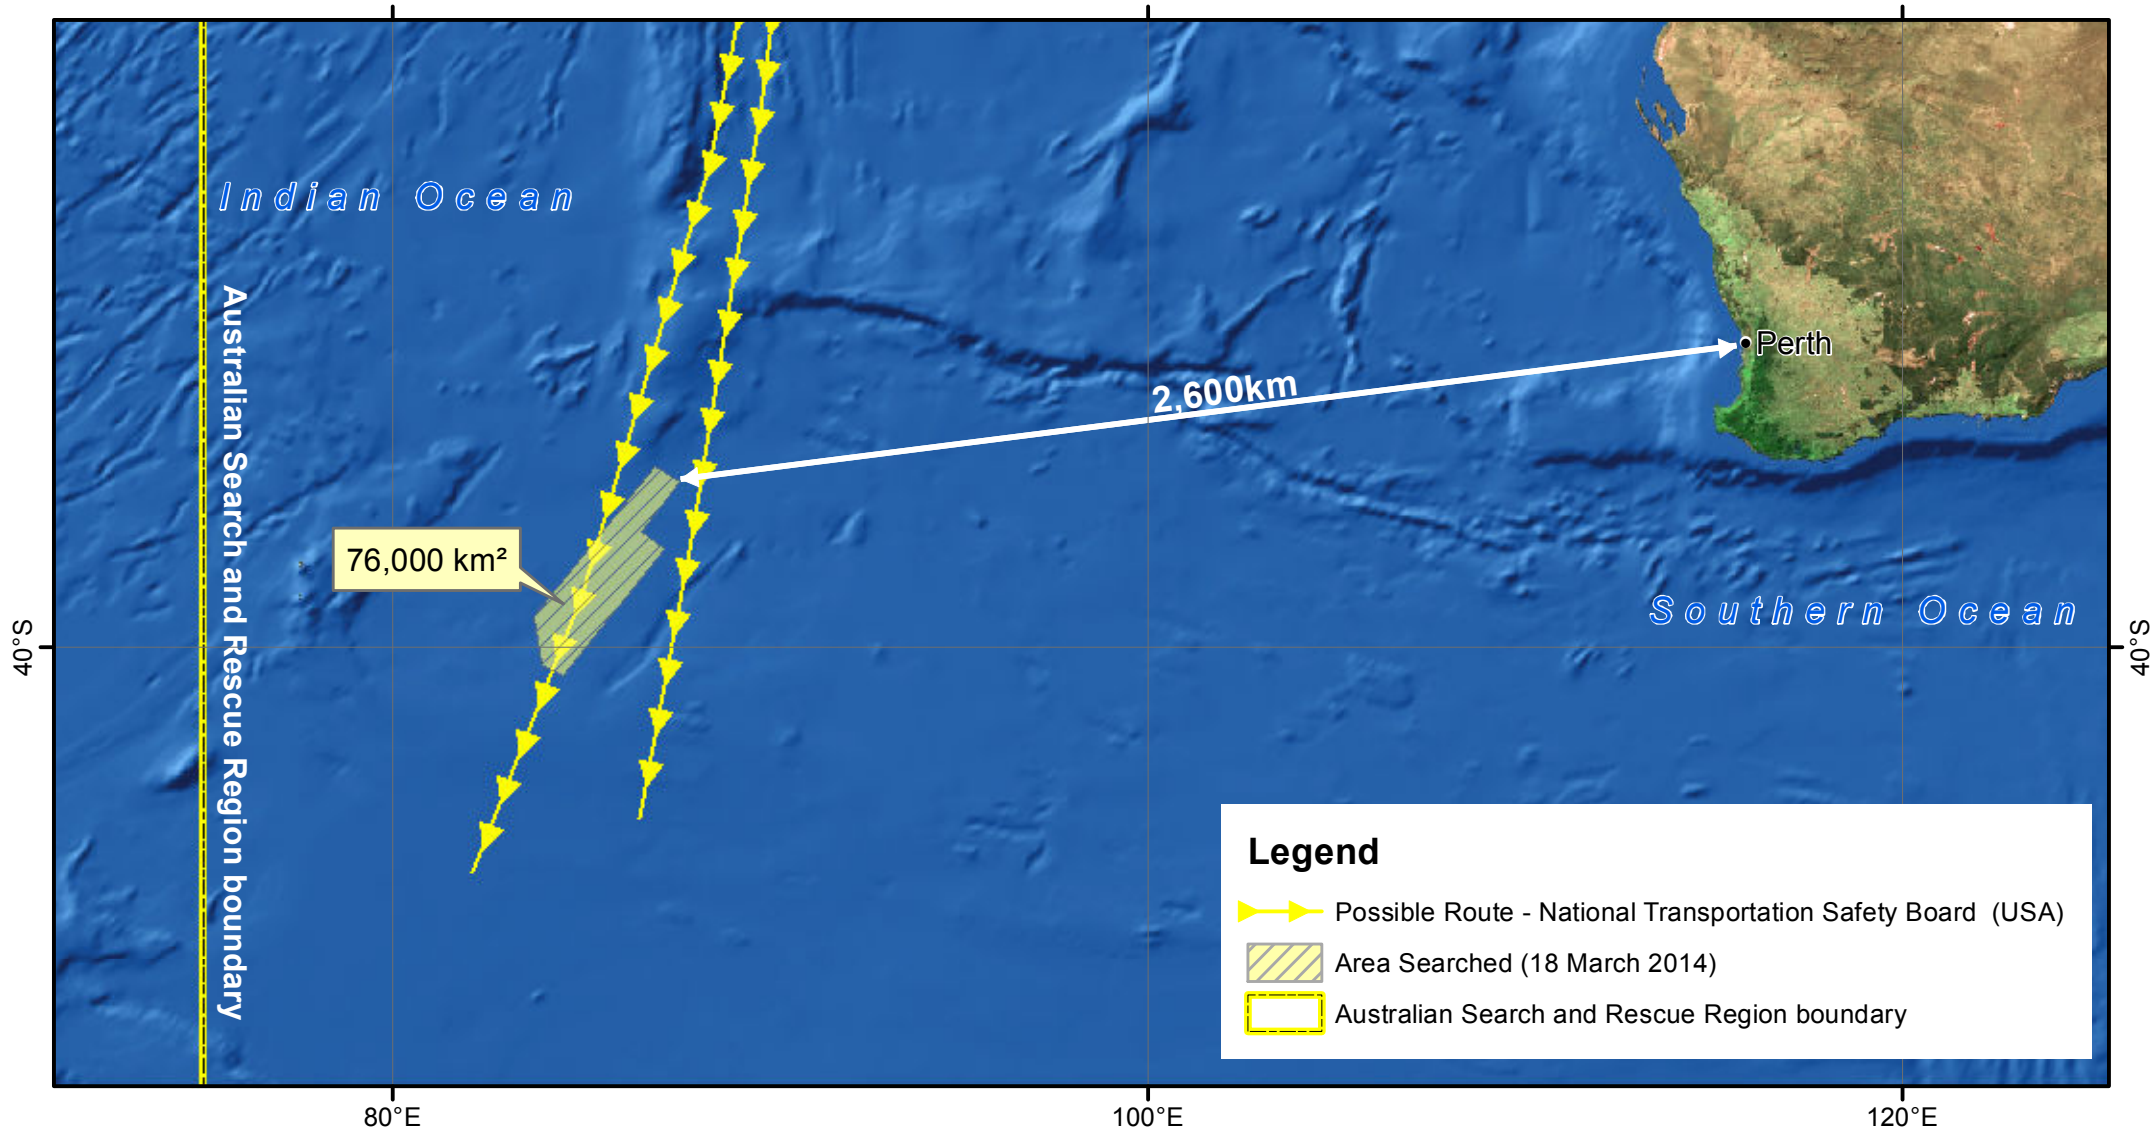 Indian Ocean
Australian Search and Rescue Region boundary
Perth
2,600km
76,000 km²
Southern Ocean
40°S
40°S
Legend
Possible Route - National Transportation Safety Board (USA)
Area Searched (18 March 2014)
Australian Search and Rescue Region boundary
80°E
100°E
120°E